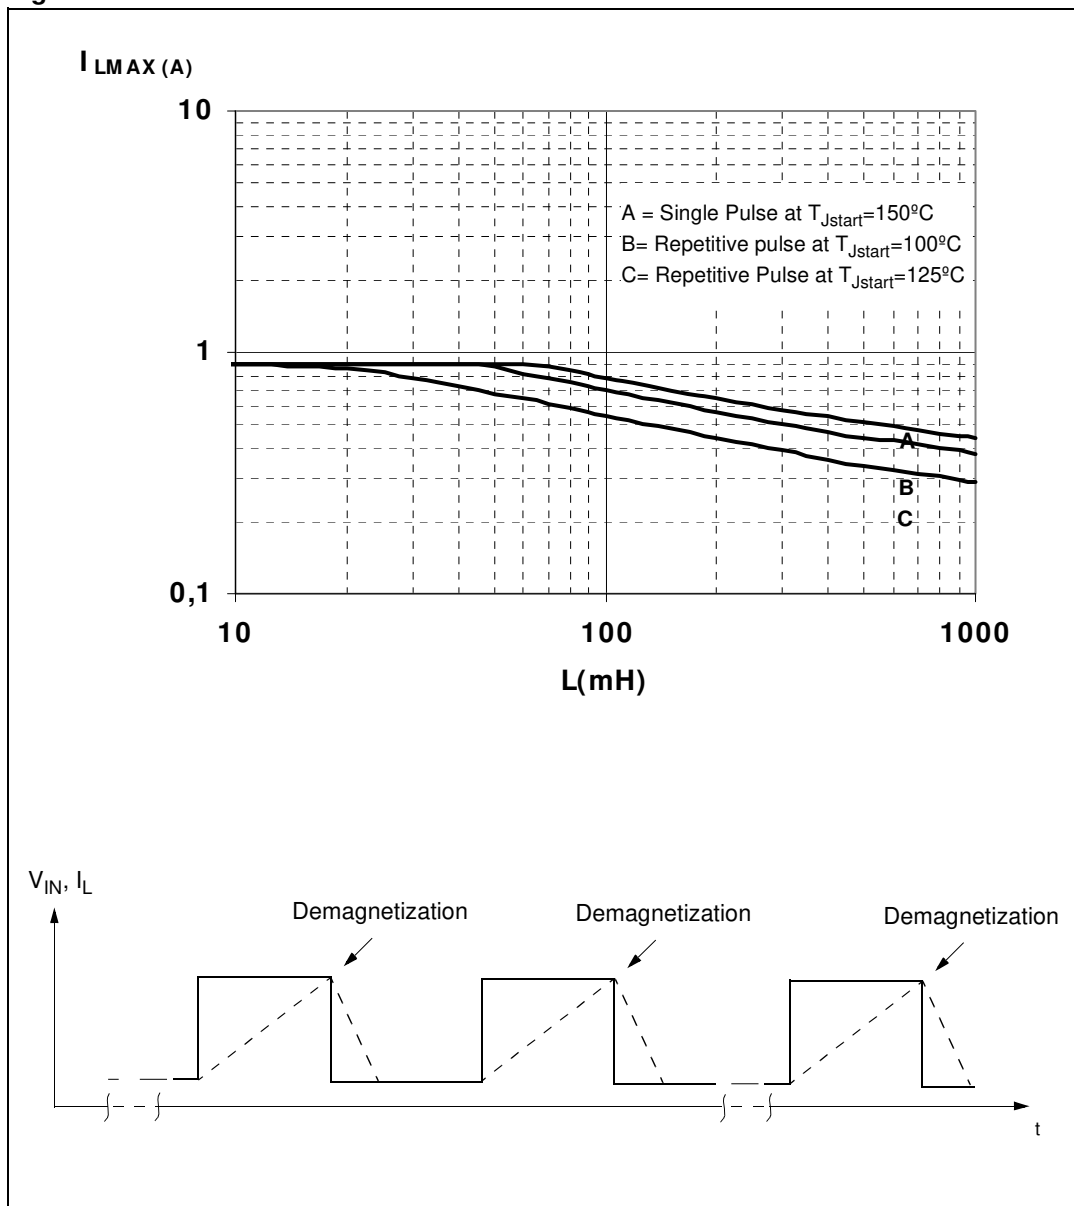 I LMAX (A)
10
A = Single Pulse at TJstart=150ºC
B= Repetitive pulse at TJstart=100ºC
C= Repetitive Pulse at TJstart=125ºC
1
A
B
C
0,1
10 100 1000
L(mH)
VIN, IL
Demagnetization Demagnetization Demagnetization
t